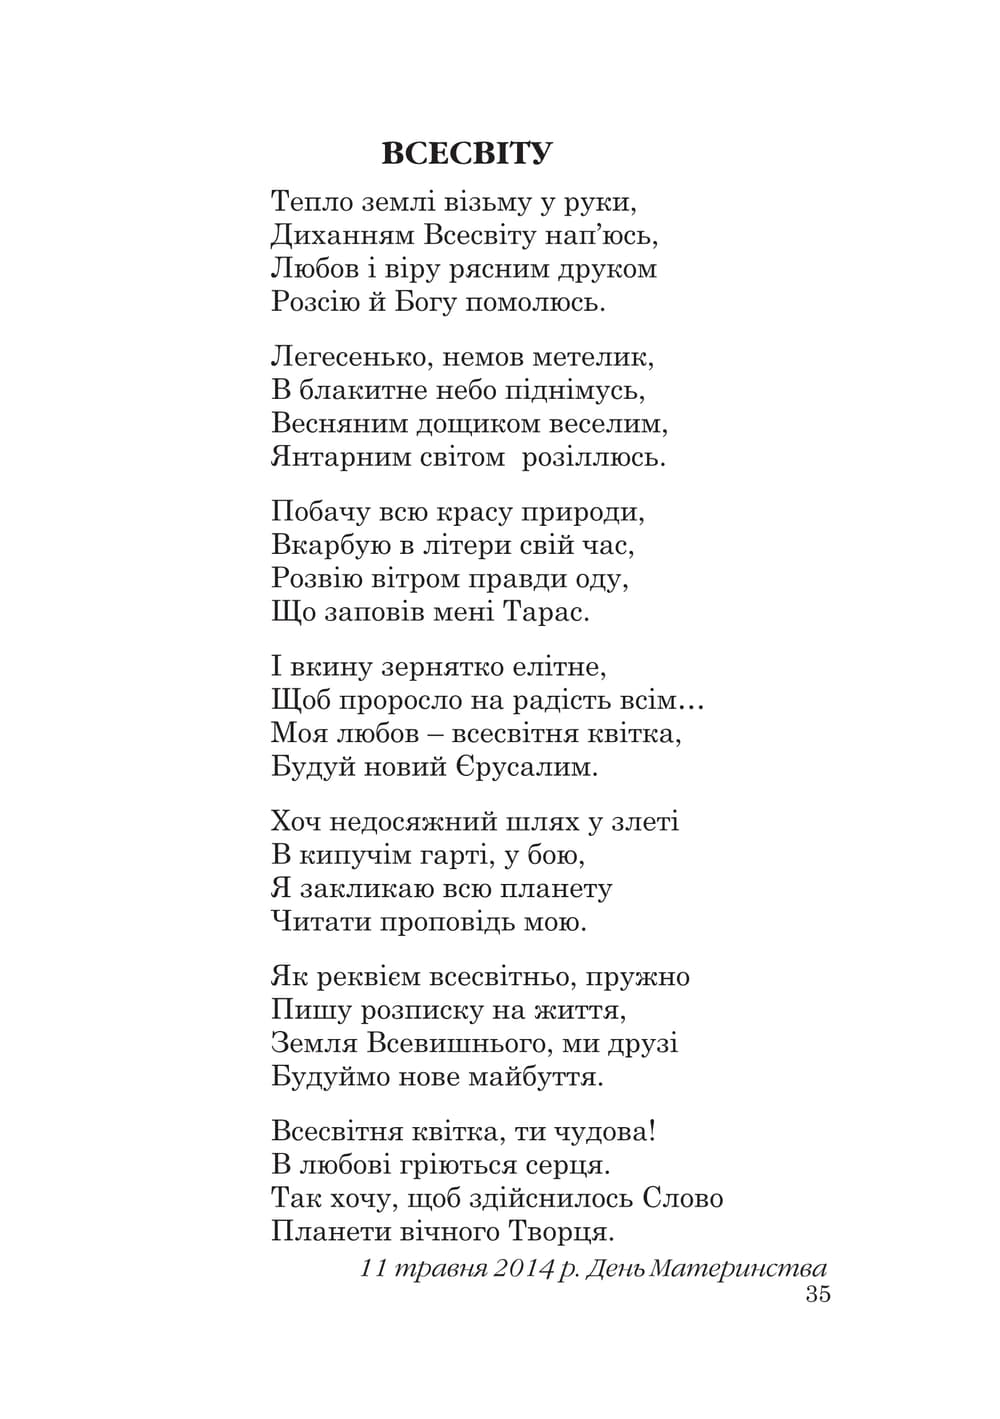 ВСЕСВІТУ
Тепло землі візьму у руки,
Диханням Всесвіту нап’юсь,
Любов і віру рясним друком
Розсію й Богу помолюсь.
Легесенько, немов метелик,
В блакитне небо піднімусь,
Весняним дощиком веселим,
Янтарним світом  розіллюсь.
Побачу всю красу природи,
Вкарбую в літери свій час,
Розвію вітром правди оду,
Що заповів мені Тарас.
І вкину зернятко елітне,
Щоб проросло на радість всім…
Моя любов – всесвітня квітка,
Будуй новий Єрусалим.
Хоч недосяжний шлях у злеті
В кипучім гарті, у бою,
Я закликаю всю планету
Читати проповідь мою.
Як реквієм всесвітньо, пружно
Пишу розписку на життя,
Земля Всевишнього, ми друзі
Будуймо нове майбуття.
Всесвітня квітка, ти чудова!
В любові гріються серця.
Так хочу, щоб здійснилось Слово
Планети вічного Творця.
11 травня 2014 р. День Материнства
35